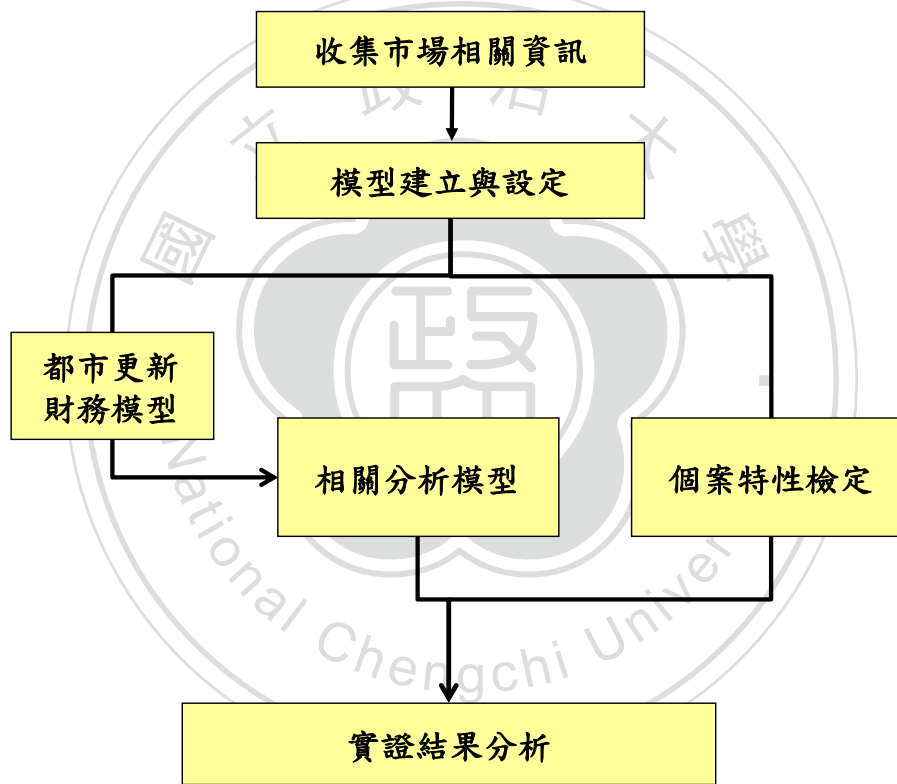 收集市場相關資訊
模型建立與設定
都市更新
財務模型
相關分析模型
個案特性檢定
實證結果分析
國立政治大學
政
National Chengchi Univer